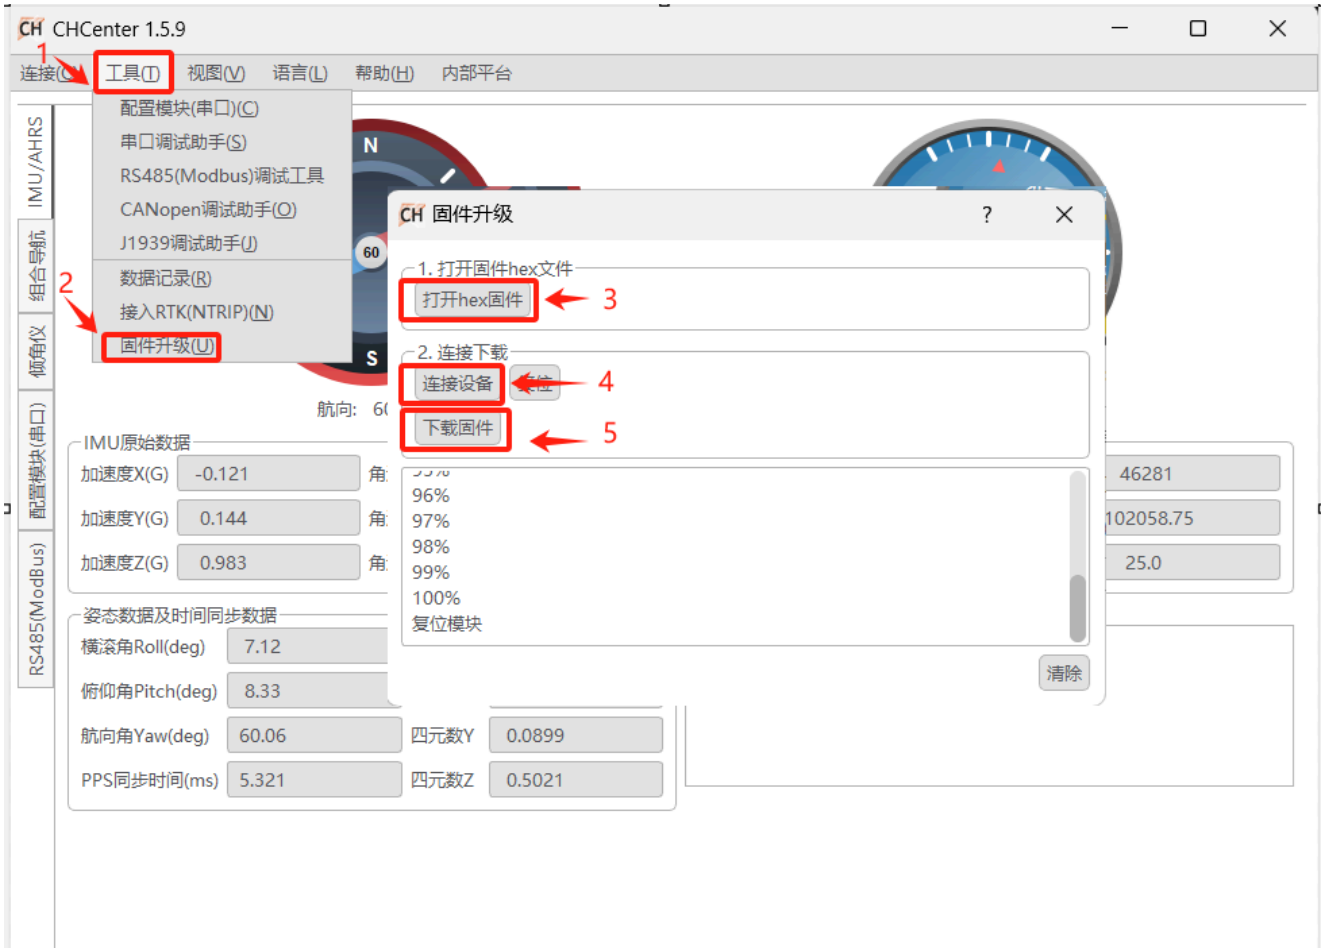 CH CHCenter 1.5.9
1
工具(T) 视图(V) 语言(L) 帮助(H) 内部平台
配置模块(串口)(C)
串口调试助手(S)
RS485(Modbus)调试工具
CANopen调试助手(O)
J1939调试助手(J)
数据记录(R)
接入RTK(NTRIP)(N)
固件升级(U)
2
IMU/AHRS
组合导航
倾角仪
配置模块(串口)
RS485(ModBus)
N
60
S
航向:
CH 固件升级 ?
1. 打开固件hex文件
打开hex固件 3
2. 连接下载
连接设备 4
下载固件 5
96%
97%
98%
99%
100%
复位模块
清除
IMU原始数据
加速度X(G) -0.121 46281
加速度Y(G) 0.144 102058.75
加速度Z(G) 0.983 25.0
姿态数据及时间同步数据
横滚角Roll(deg) 7.12
俯仰角Pitch(deg) 8.33
航向角Yaw(deg) 60.06 四元数Y 0.0899
PPS同步时间(ms) 5.321 四元数Z 0.5021